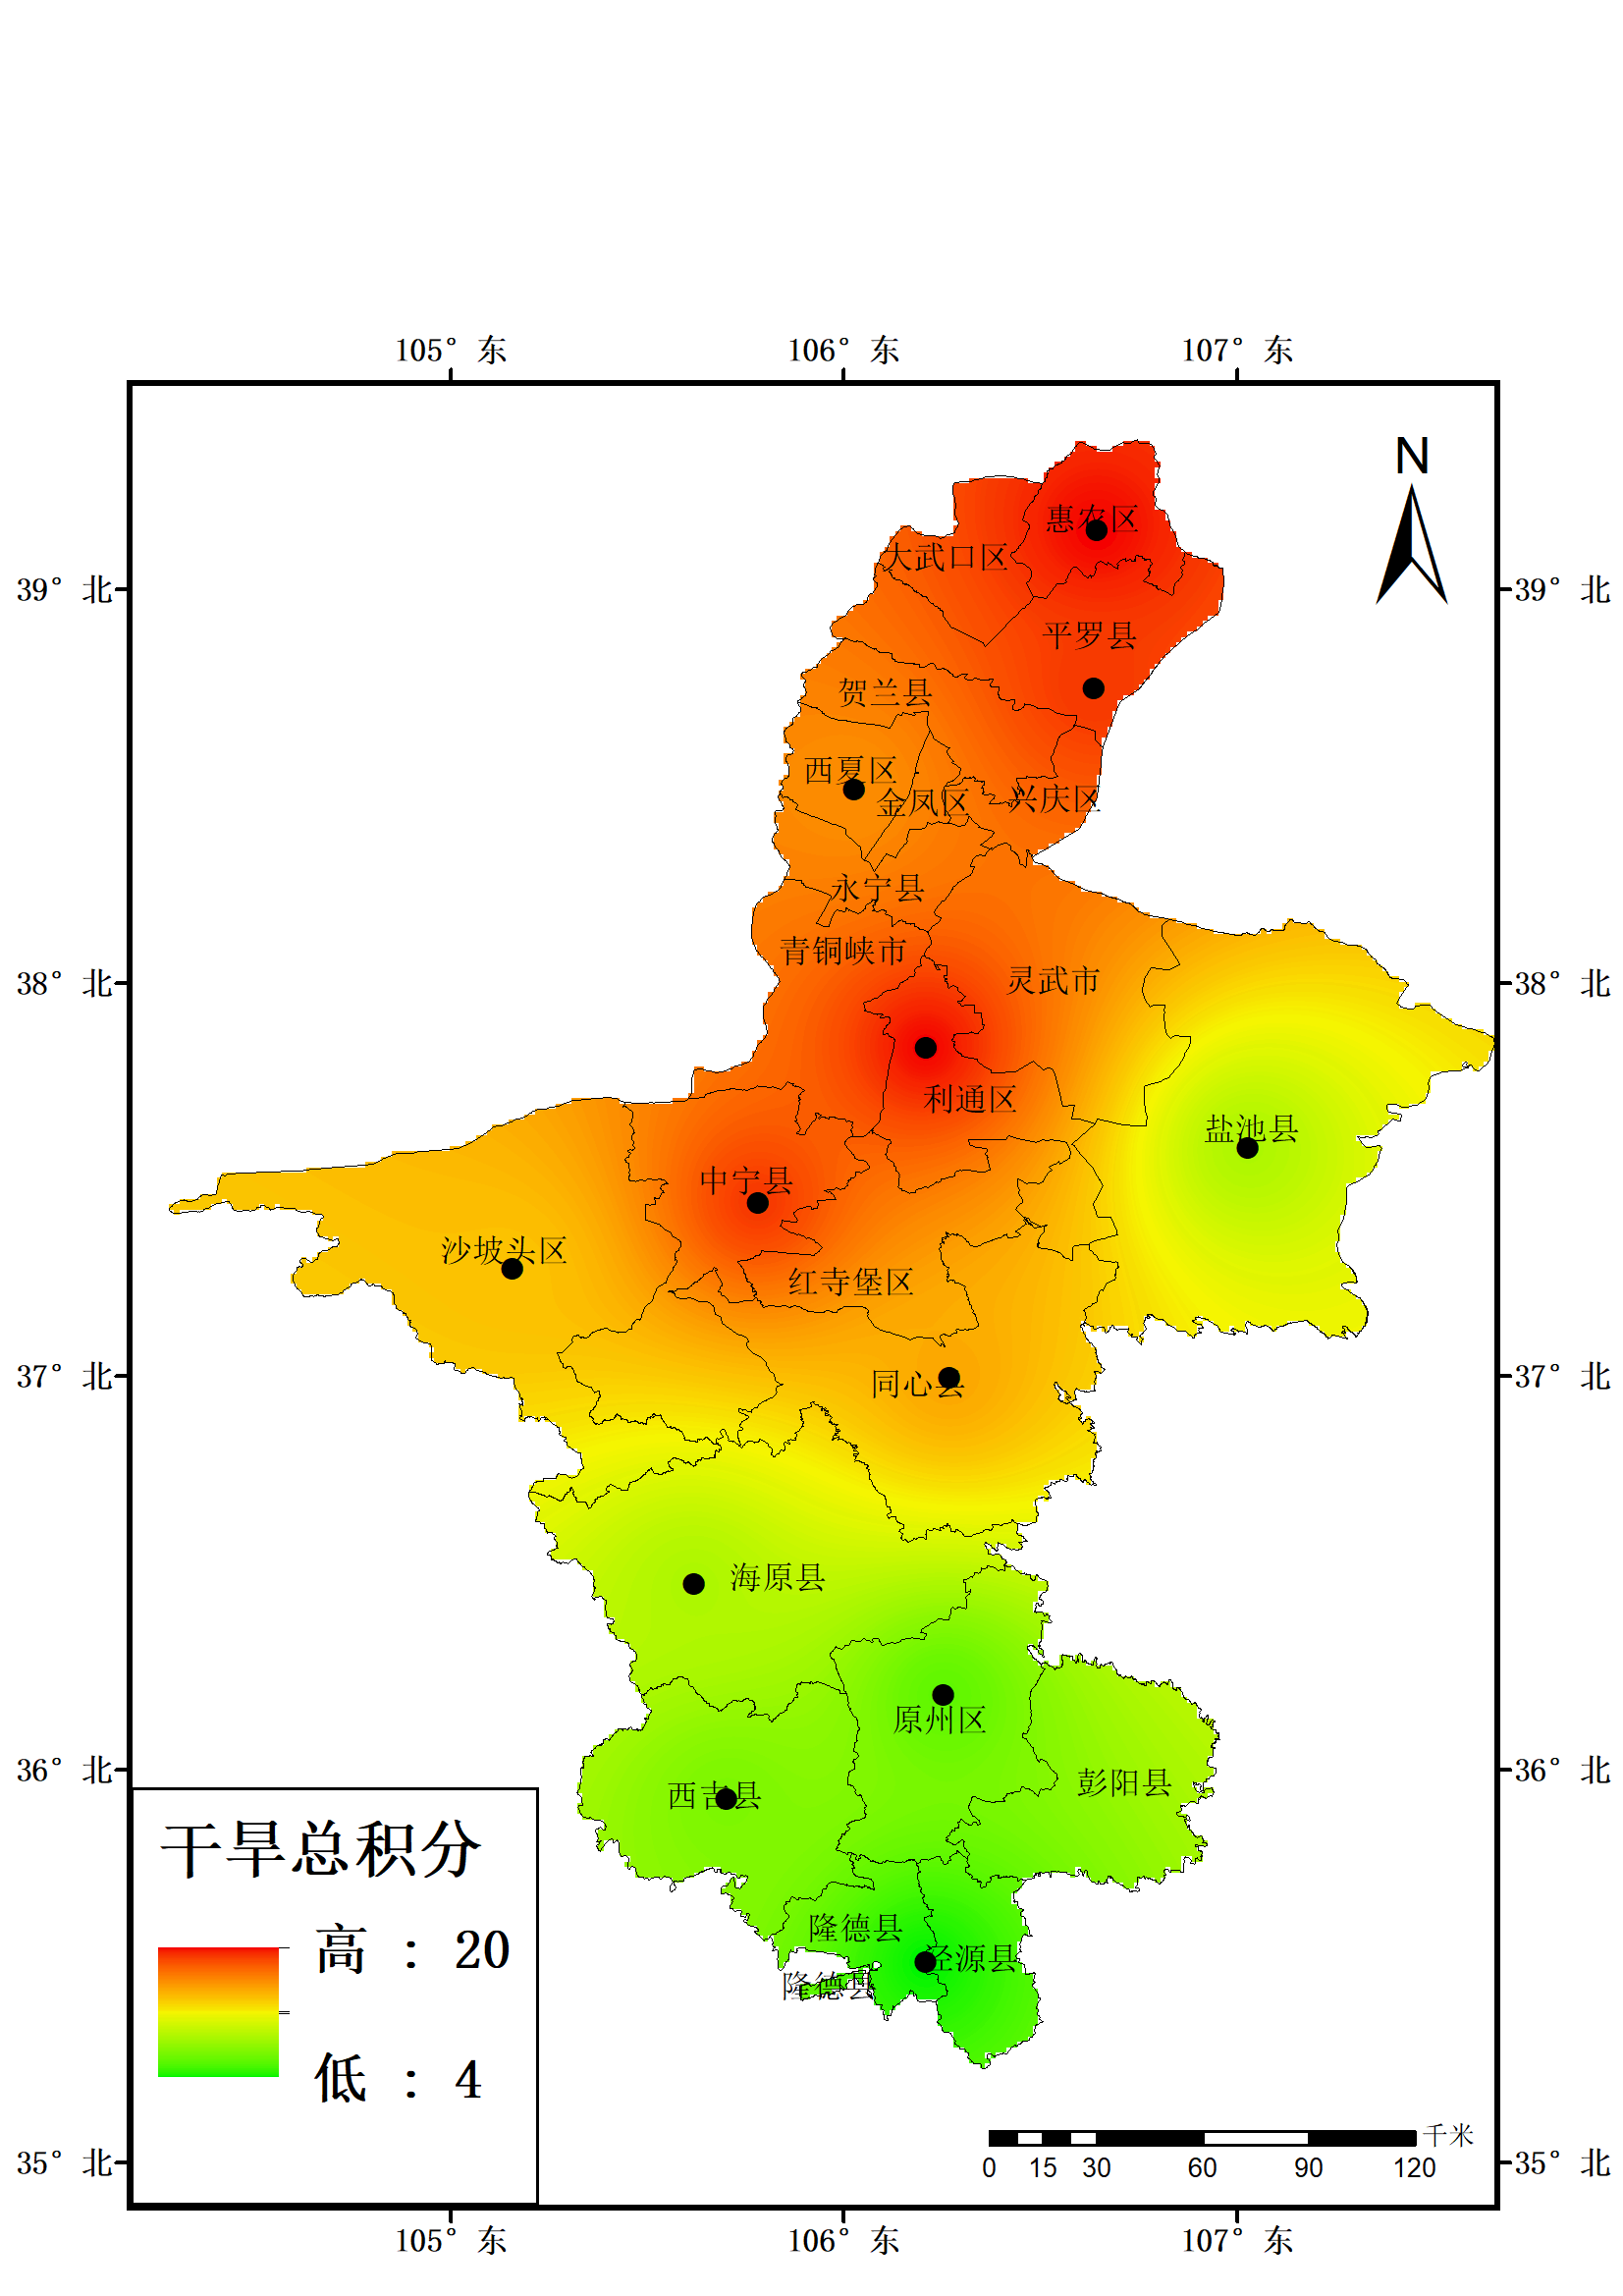 105° 东 106° 东 107° 东
N
惠农区
大武口区
39° 北 39° 北
平罗县
贺兰县
西夏区
金凤区 兴庆区
永宁县
青铜峡市
灵武市
38° 北 38° 北
利通区
盐池县
中宁县
沙坡头区
红寺堡区
37° 北 37° 北
同心县
海原县
原州区
36° 北 36° 北
彭阳县
西吉县
干旱总积分
高 : 20
低 : 4
隆德县
泾源县
隆德县
千米
0 15 30 60 90 120
35° 北 35° 北
105° 东 106° 东 107° 东